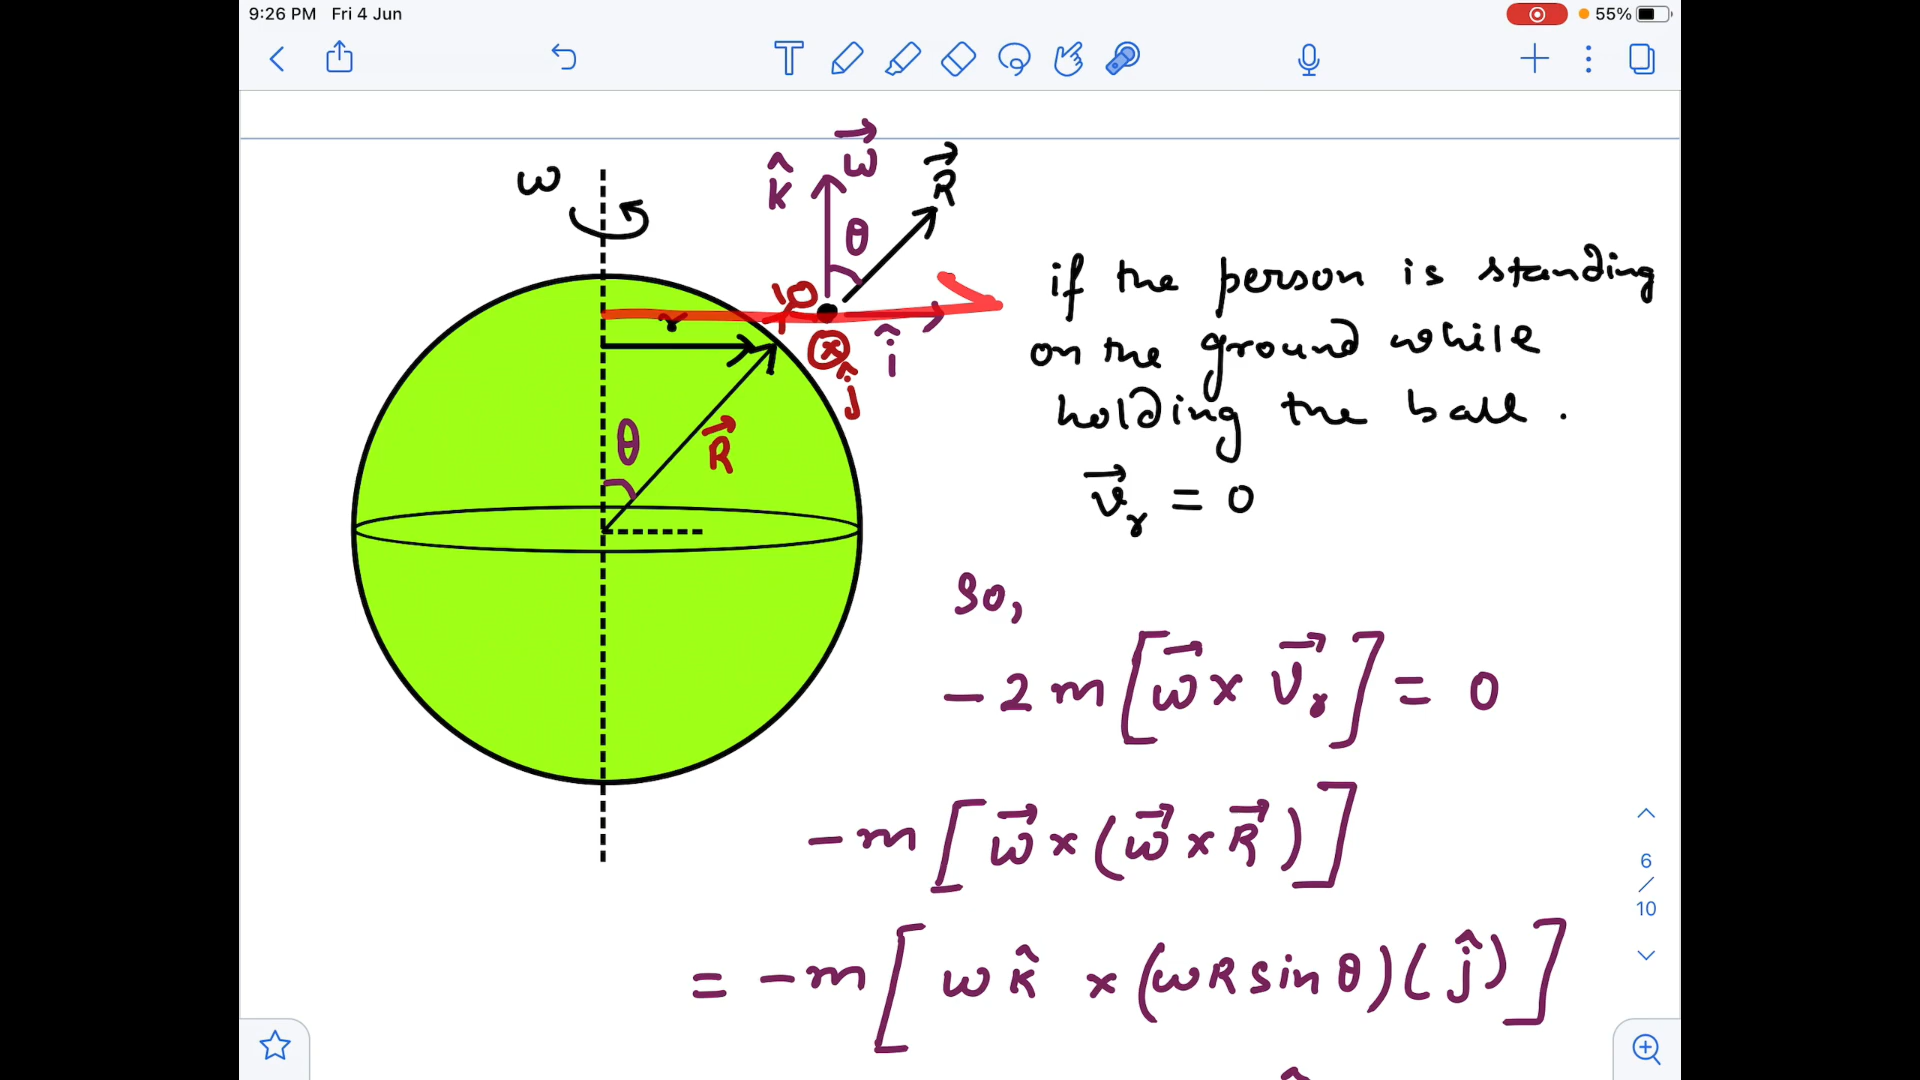 9:26 PM Fri 4 Jun
55%
T
ω
k̂
ω⃗
R⃗
θ
r
î
ĵ
θ
R⃗
if the person is standing
on the ground while
holding the ball.
v⃗ᵣ = 0
So,
-2m[ω⃗ × v⃗ᵣ] = 0
-m[ω⃗ × (ω⃗ × R⃗)]
= -m[ωk̂ × (ωR sin θ)(ĵ)]
6
/
10